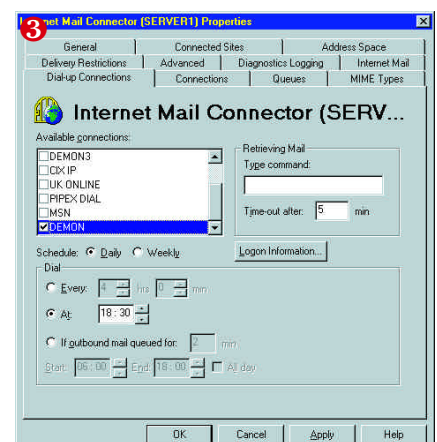 3
net Mail Connector (SERVER1) Properties
General Connected Sites Address Space
Delivery Restrictions Advanced Diagnostics Logging Internet Mail
Dial-up Connections Connections Queues MIME Types
Internet Mail Connector (SERV...
Available connections:
DEMON3
CIX IP
UK ONLINE
PIPEX DIAL
MSN
DEMON
Retrieving Mail
Type command:
Time-out after: 5 min
Schedule: Daily Weekly
Logon Information...
Dial
Every: 4 hrs 0 min
At: 18:30
If outbound mail queued for: 2 min
Start: 06:00 End: 18:00 All day
OK Cancel Apply Help